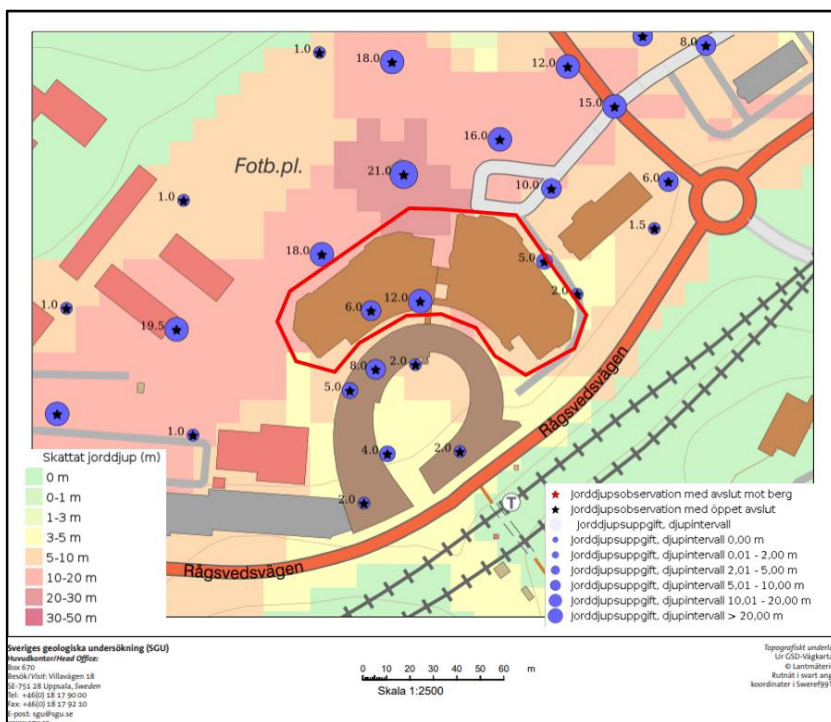 1.0
18.0
12.0
8.0
15.0
16.0
Fotb.pl.
21.0
10.0
6.0
1.0
1.5
18.0
5.0
2.0
1.0
6.0
12.0
19.5
2.0
8.0
5.0
1.0
4.0
2.0
2.0
Rågsvedsvägen
Rågsvedsvägen
T
Skattat jorddjup (m)
0 m
0-1 m
1-3 m
3-5 m
5-10 m
10-20 m
20-30 m
30-50 m
Jorddjupsobservation med avslut mot berg
Jorddjupsobservation med öppet avslut
Jorddjupsuppgift, djupintervall
Jorddjupsuppgift, djupintervall 0,00 m
Jorddjupsuppgift, djupintervall 0,01 - 2,00 m
Jorddjupsuppgift, djupintervall 2,01 - 5,00 m
Jorddjupsuppgift, djupintervall 5,01 - 10,00 m
Jorddjupsuppgift, djupintervall 10,01 - 20,00 m
Jorddjupsuppgift, djupintervall > 20,00 m
Sveriges geologiska undersökning (SGU)
Huvudkontor/Head Office:
Box 670
Besök/Visit: Villavägen 18
SE-751 28 Uppsala, Sweden
Tel: +46(0) 18 17 90 00
Fax: +46(0) 18 17 92 10
E-post: sgu@sgu.se
0 10 20 30 40 50 60 m
Skala 1:2500
Topografiskt underla
Ur GSD-Vägkarta
© Lantmäteri
Rutnät i svart ang
koordinater i Sweref99